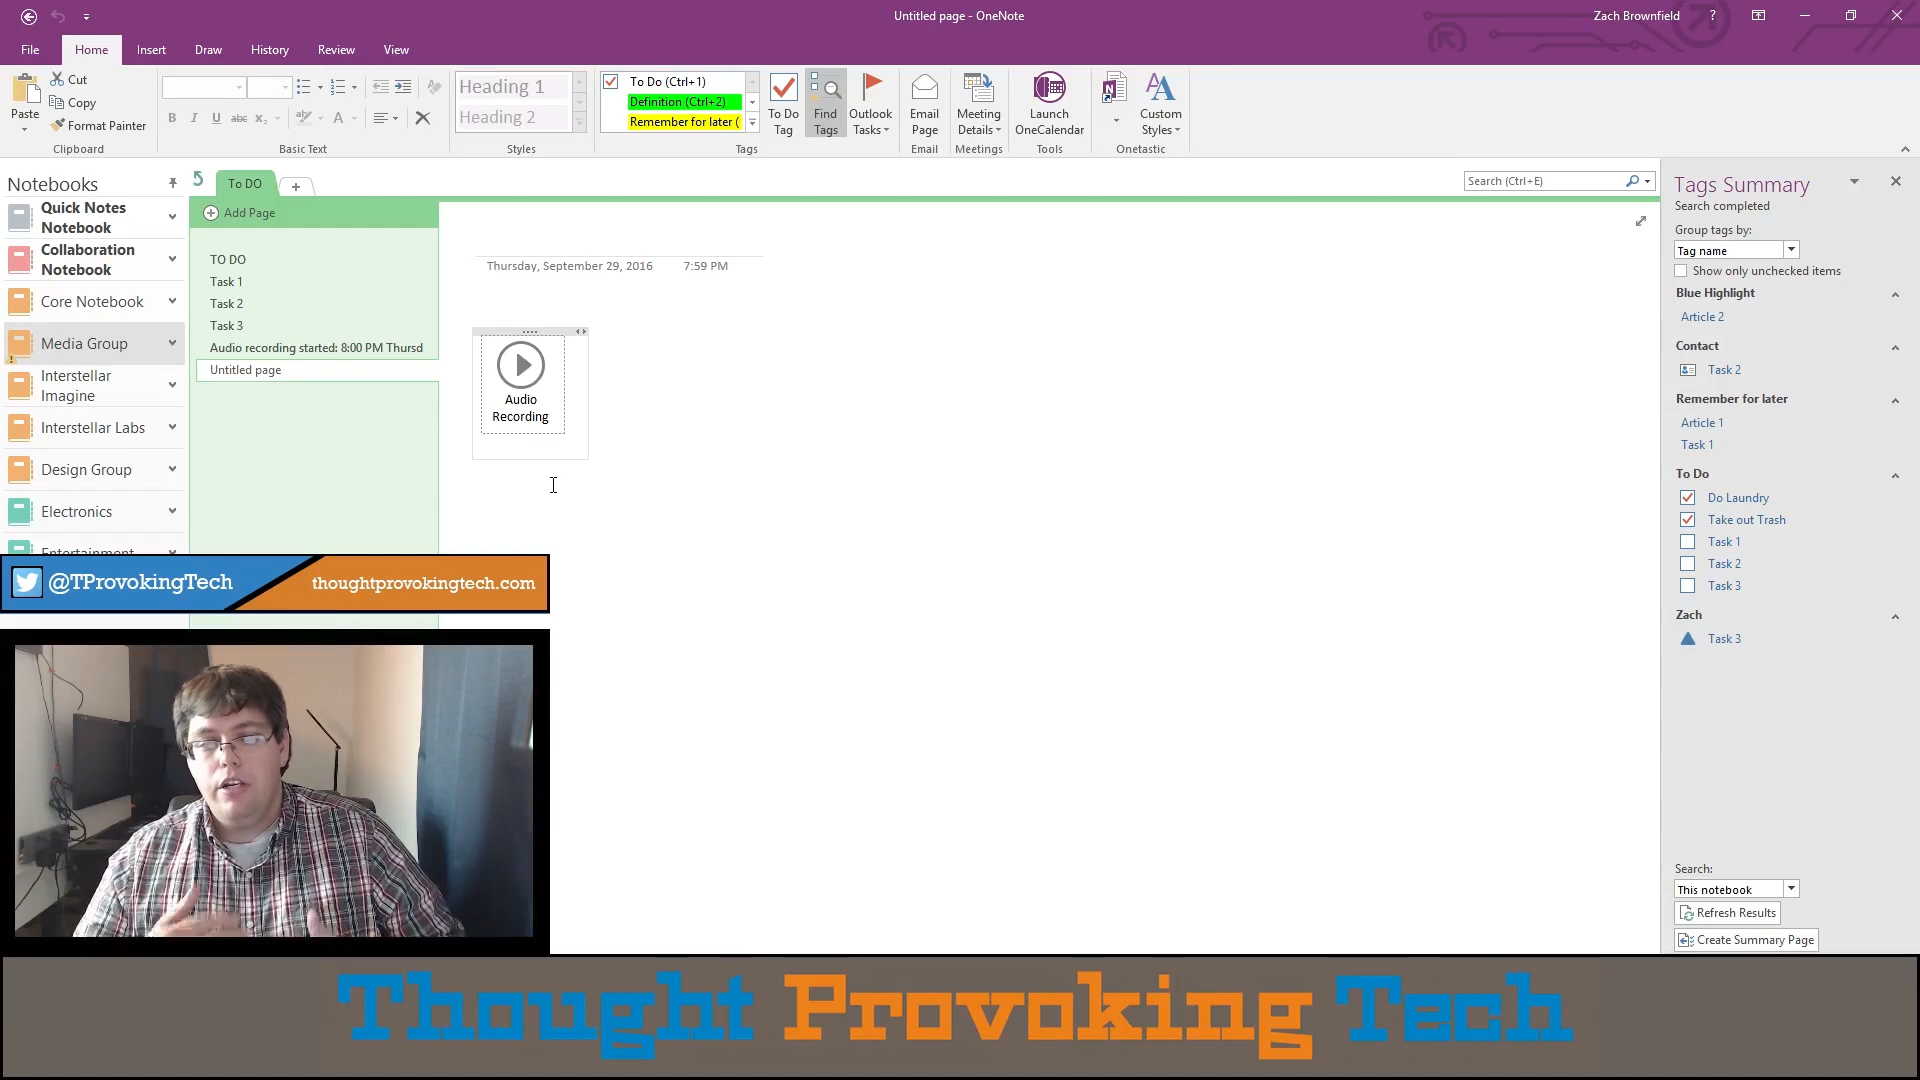 Untitled page - OneNote
Zach Brownfield
?
File
Home
Insert
Draw
History
Review
View
Paste
Cut
Copy
Format Painter
Clipboard
B I U abc x₂ A
Basic Text
Heading 1
Heading 2
Styles
To Do (Ctrl+1)
Definition (Ctrl+2)
Remember for later (
To Do
Tag
Find
Tags
Outlook
Tasks
Tags
Email
Page
Email
Meeting
Details
Meetings
Launch
OneCalendar
Tools
Custom
Styles
Onetastic
Notebooks
Quick Notes
Notebook
Collaboration
Notebook
Core Notebook
Media Group
Interstellar
Imagine
Interstellar Labs
Design Group
Electronics
Entertainment
To DO
+
Search (Ctrl+E)
Add Page
TO DO
Task 1
Task 2
Task 3
Audio recording started: 8:00 PM Thursd
Untitled page
Thursday, September 29, 2016 7:59 PM
Audio
Recording
Tags Summary
Search completed
Group tags by:
Tag name
Show only unchecked items
Blue Highlight
Article 2
Contact
Task 2
Remember for later
Article 1
Task 1
To Do
Do Laundry
Take out Trash
Task 1
Task 2
Task 3
Zach
Task 3
Search:
This notebook
Refresh Results
Create Summary Page
@TProvokingTech
thoughtprovokingtech.com
Thought Provoking Tech